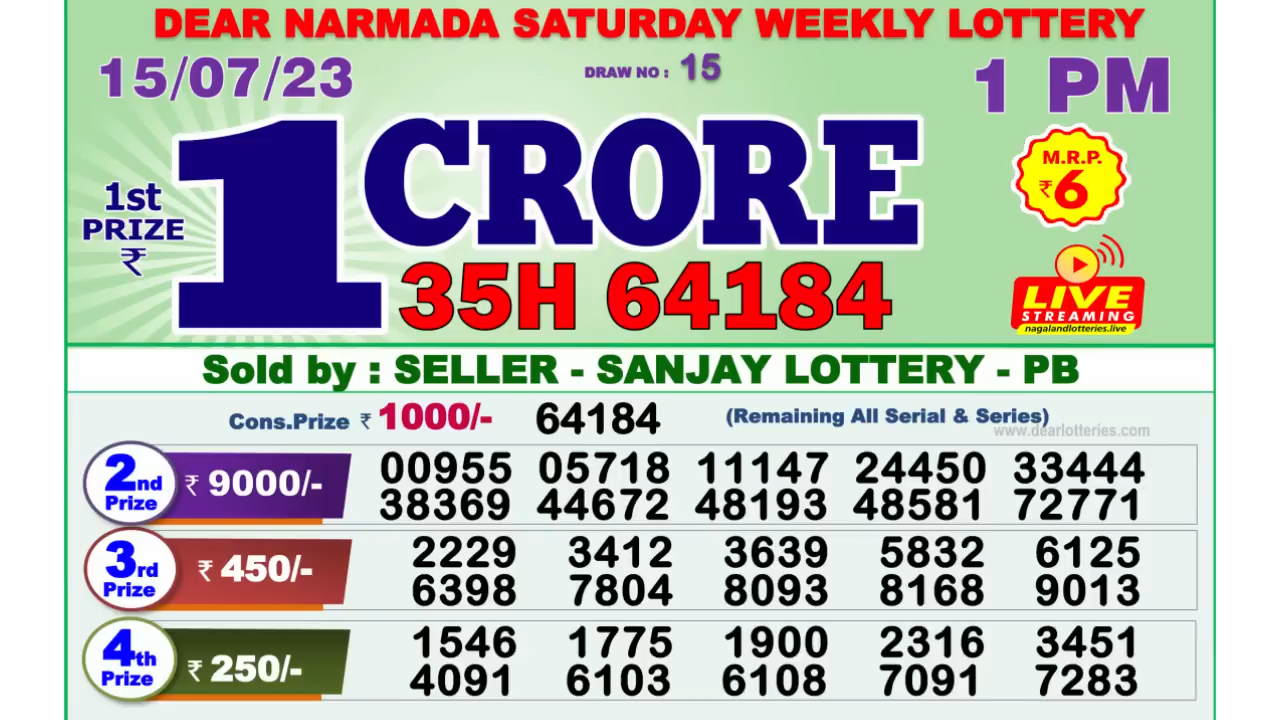 DEAR NARMADA SATURDAY WEEKLY LOTTERY
15/07/23 DRAW NO : 15 1 PM
1st PRIZE ₹ 1 CRORE
M.R.P. ₹6
35H 64184
LIVE STREAMING
nagalandlotteries.live
Sold by : SELLER - SANJAY LOTTERY - PB
Cons.Prize ₹ 1000/- 64184 (Remaining All Serial & Series)
www.dearlotteries.com
2nd Prize ₹ 9000/-
00955 05718 11147 24450 33444
38369 44672 48193 48581 72771
3rd Prize ₹ 450/-
2229 3412 3639 5832 6125
6398 7804 8093 8168 9013
4th Prize ₹ 250/-
1546 1775 1900 2316 3451
4091 6103 6108 7091 7283